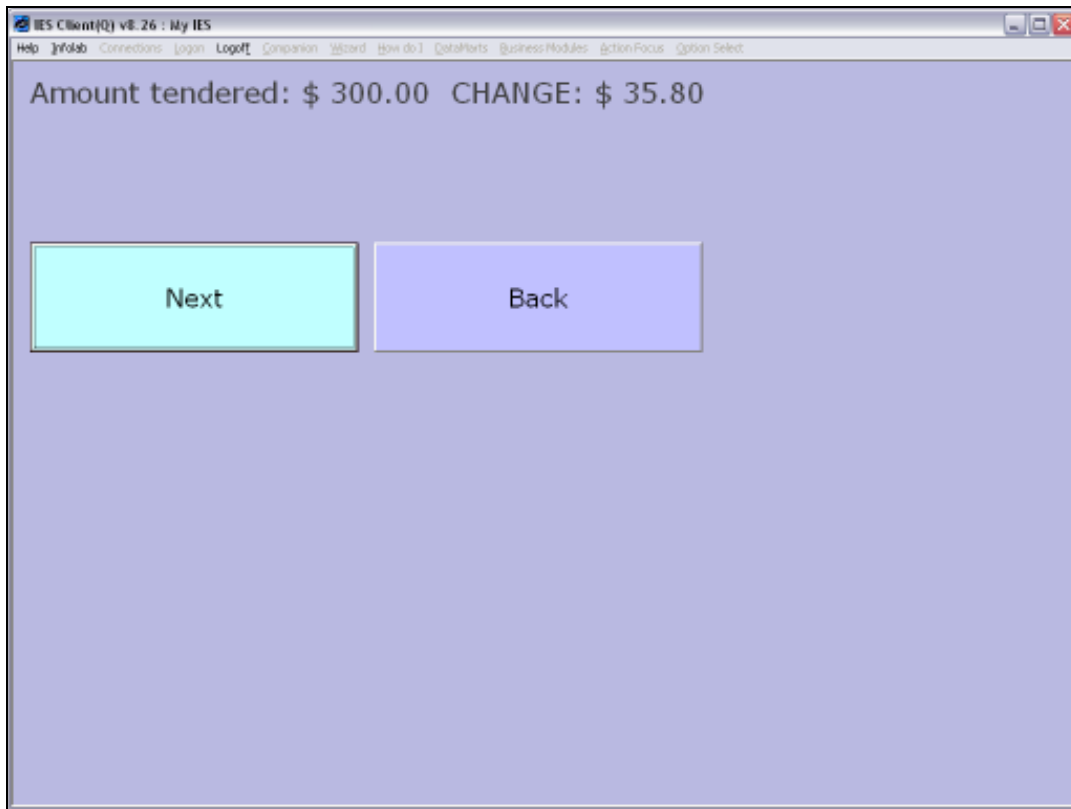 IES Client(Q) v8.26 : My IES
Help Infolab Connections Logon Logoff Companion Wizard How do I DataMarts Business Modules Action Focus Option Select
Amount tendered: $ 300.00 CHANGE: $ 35.80
Next Back